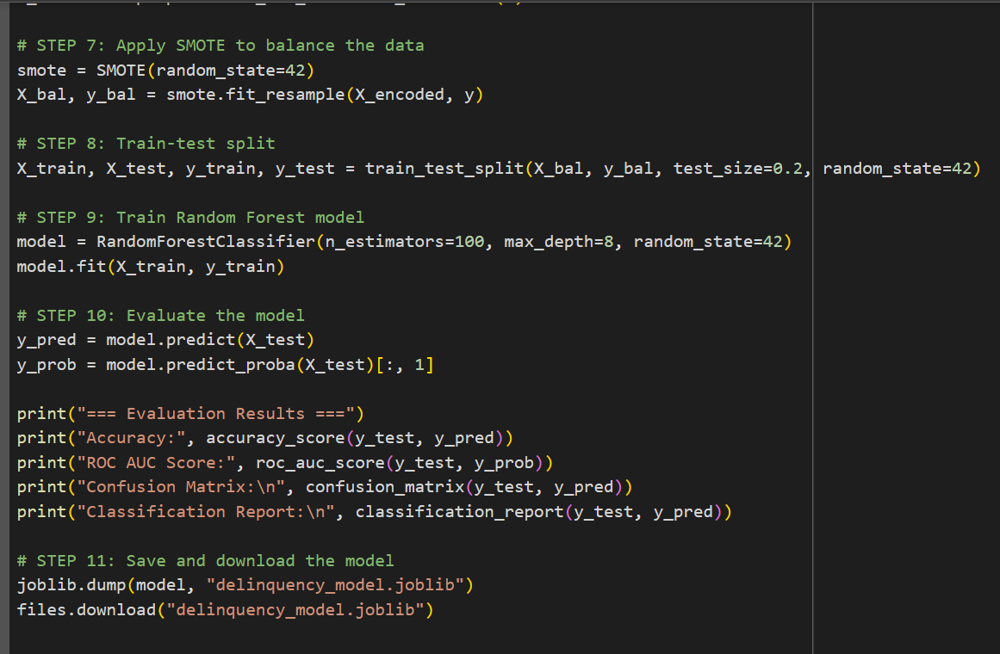 # STEP 7: Apply SMOTE to balance the data
smote = SMOTE(random_state=42)
X_bal, y_bal = smote.fit_resample(X_encoded, y)
# STEP 8: Train-test split
X_train, X_test, y_train, y_test = train_test_split(X_bal, y_bal, test_size=0.2, random_state=42)
# STEP 9: Train Random Forest model
model = RandomForestClassifier(n_estimators=100, max_depth=8, random_state=42)
model.fit(X_train, y_train)
# STEP 10: Evaluate the model
y_pred = model.predict(X_test)
y_prob = model.predict_proba(X_test)[:, 1]
print("=== Evaluation Results ===")
print("Accuracy:", accuracy_score(y_test, y_pred))
print("ROC AUC Score:", roc_auc_score(y_test, y_prob))
print("Confusion Matrix:\n", confusion_matrix(y_test, y_pred))
print("Classification Report:\n", classification_report(y_test, y_pred))
# STEP 11: Save and download the model
joblib.dump(model, "delinquency_model.joblib")
files.download("delinquency_model.joblib")